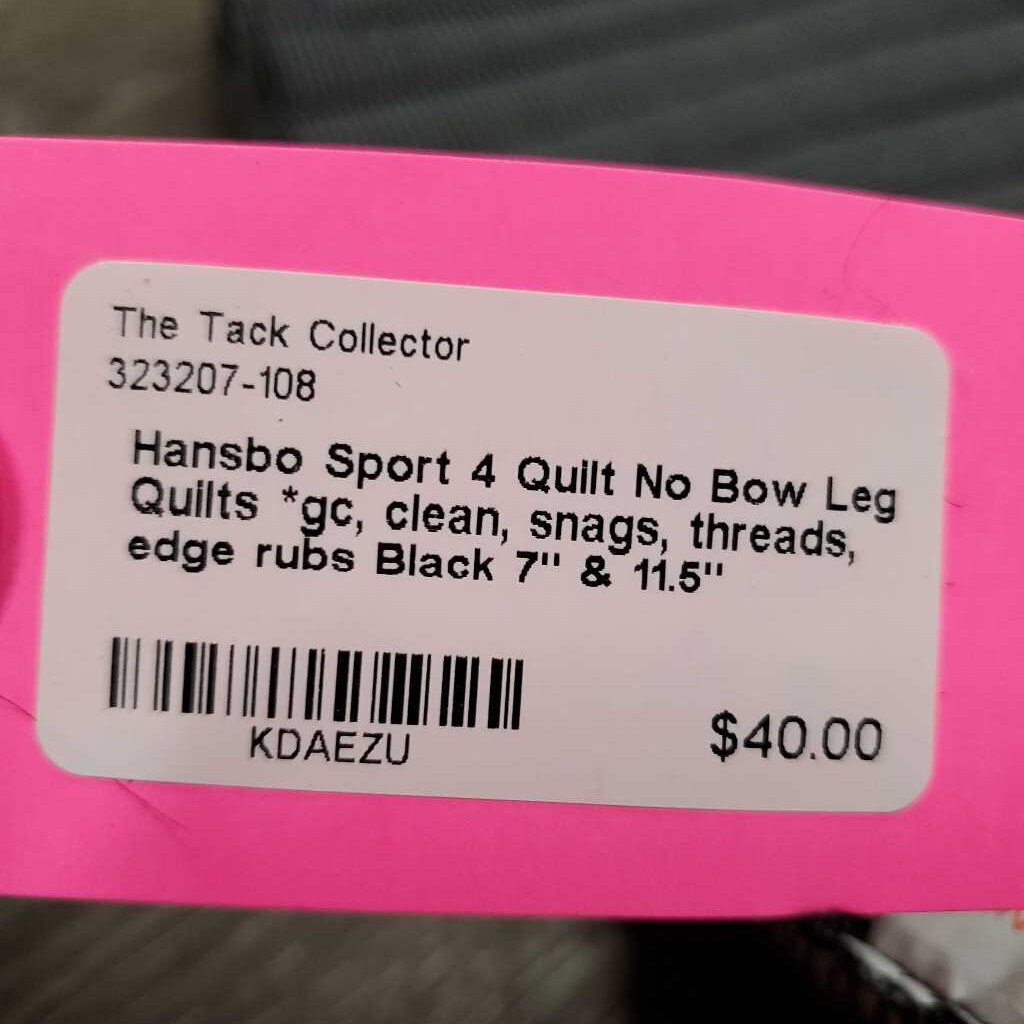 The Tack Collector
323207-108
Hansbo Sport 4 Quilt No Bow Leg
Quilts *gc, clean, snags, threads,
edge rubs Black 7" & 11.5"
KDAEZU
$40.00